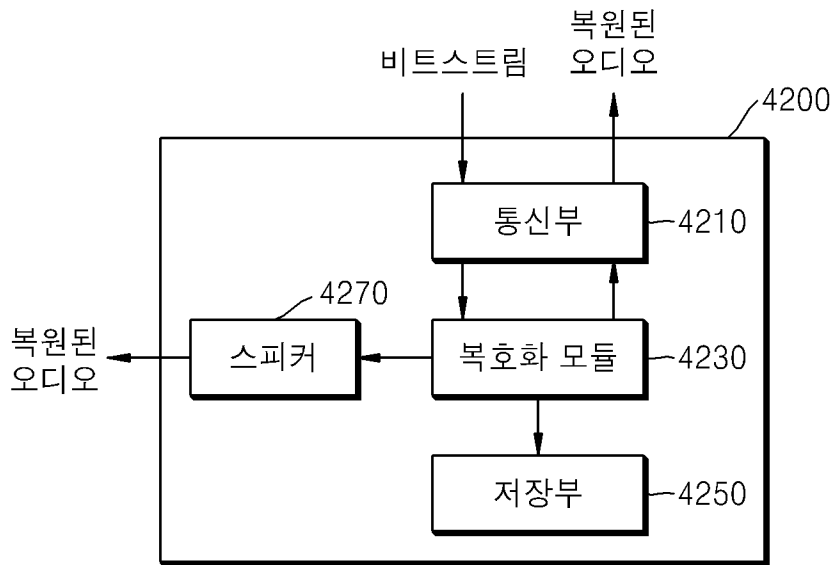 비트스트림
복원된
오디오
4200
통신부
4210
4270
복원된
오디오
스피커
복호화 모듈
4230
저장부
4250